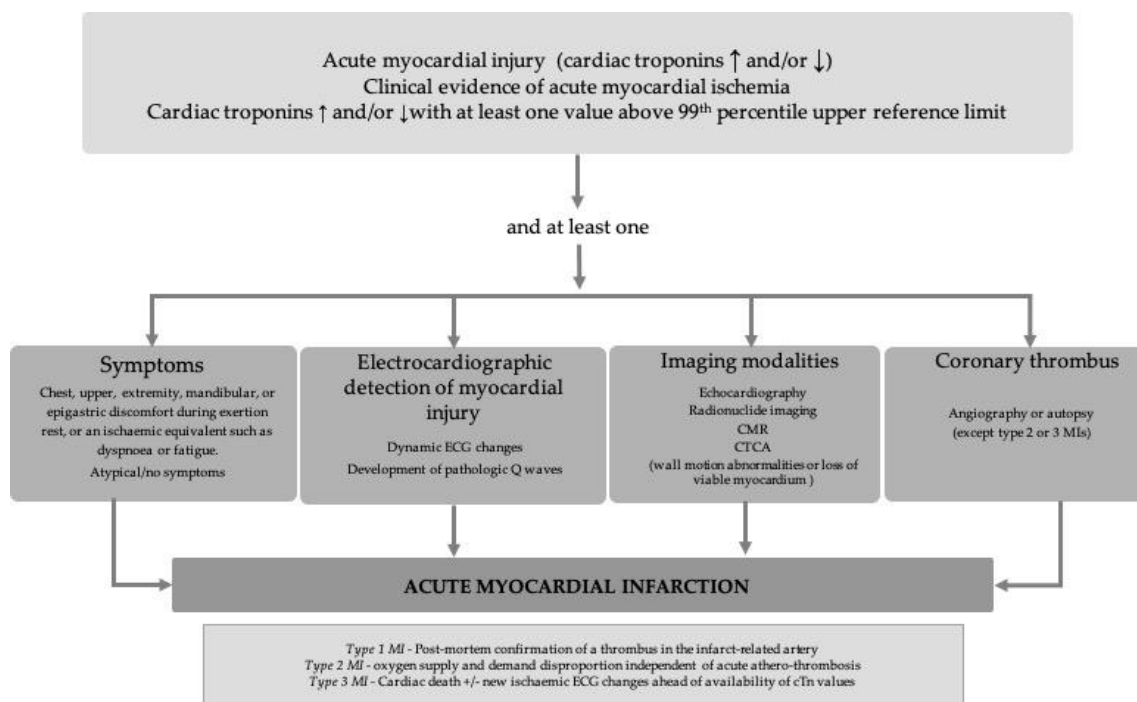 Acute myocardial injury (cardiac troponins ↑ and/or ↓)
Clinical evidence of acute myocardial ischemia
Cardiac troponins ↑ and/or ↓with at least one value above 99th percentile upper reference limit
and at least one
Symptoms
Chest, upper, extremity, mandibular, or
epigastric discomfort during exertion
rest, or an ischaemic equivalent such as
dyspnoea or fatigue.
Atypical/no symptoms
Electrocardiographic
detection of myocardial
injury
Dynamic ECG changes
Development of pathologic Q waves
Imaging modalities
Echocardiography
Radionuclide imaging
CMR
CTCA
(wall motion abnormalities or loss of
viable myocardium )
Coronary thrombus
Angiography or autopsy
(except type 2 or 3 MIs)
ACUTE MYOCARDIAL INFARCTION
Type 1 MI - Post-mortem confirmation of a thrombus in the infarct-related artery
Type 2 MI - oxygen supply and demand disproportion independent of acute athero-thrombosis
Type 3 MI - Cardiac death +/- new ischaemic ECG changes ahead of availability of cTn values